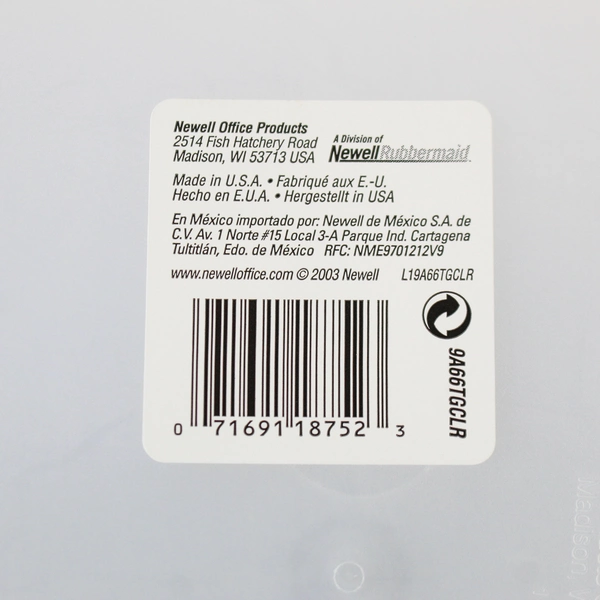 Newell Office Products
2514 Fish Hatchery Road
Madison, WI 53713 USA
A Division of
Newell Rubbermaid
Made in U.S.A. • Fabriqué aux E.-U.
Hecho en E.U.A. • Hergestellt in USA
En México importado por: Newell de México S.A. de
C.V. Av. 1 Norte #15 Local 3-A Parque Ind. Cartagena
Tultitlán, Edo. de México RFC: NME9701212V9
www.newelloffice.com © 2003 Newell L19A66TGCLR
9A66TGCLR
0 71691 18752 3